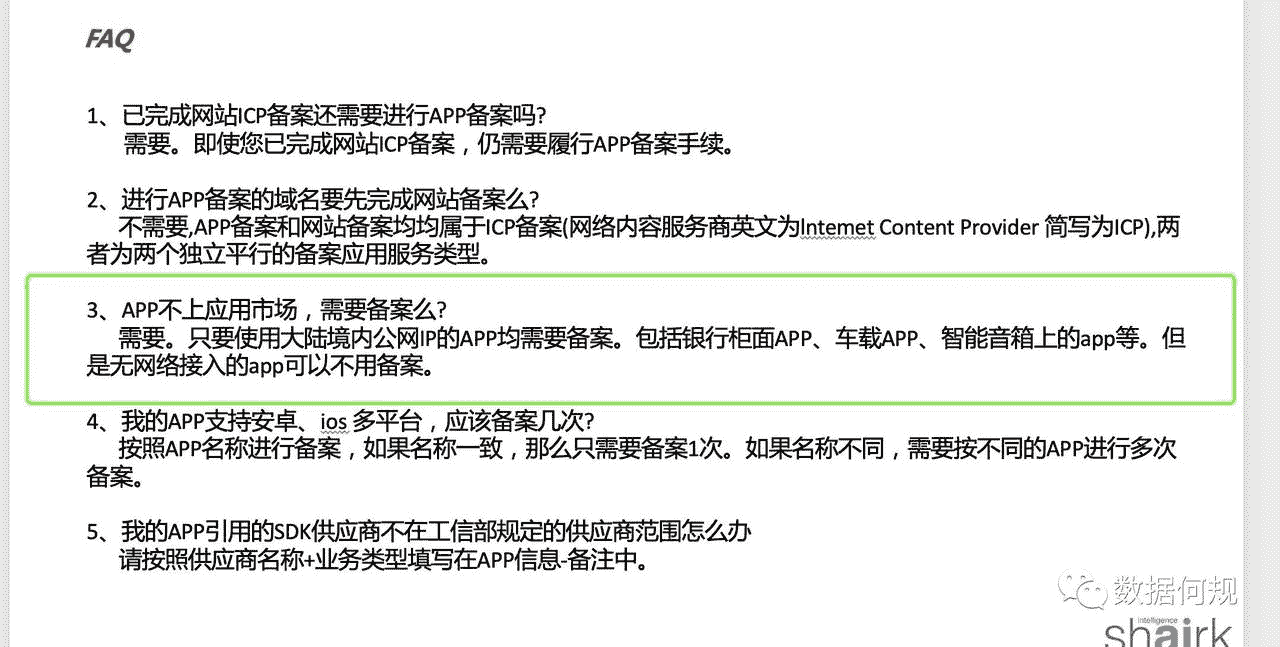 FAQ
1、已完成网站ICP备案还需要进行APP备案吗?
需要。即使您已完成网站ICP备案，仍需要履行APP备案手续。
2、进行APP备案的域名要先完成网站备案么?
不需要,APP备案和网站备案均均属于ICP备案(网络内容服务商英文为Intemet Content Provider 简写为ICP),两
者为两个独立平行的备案应用服务类型。
3、APP不上应用市场，需要备案么?
需要。只要使用大陆境内公网IP的APP均需要备案。包括银行柜面APP、车载APP、智能音箱上的app等。但
是无网络接入的app可以不用备案。
4、我的APP支持安卓、ios 多平台，应该备案几次?
按照APP名称进行备案，如果名称一致，那么只需要备案1次。如果名称不同，需要按不同的APP进行多次
备案。
5、我的APP引用的SDK供应商不在工信部规定的供应商范围怎么办
请按照供应商名称+业务类型填写在APP信息-备注中。
数据何规
intelligence
shairk